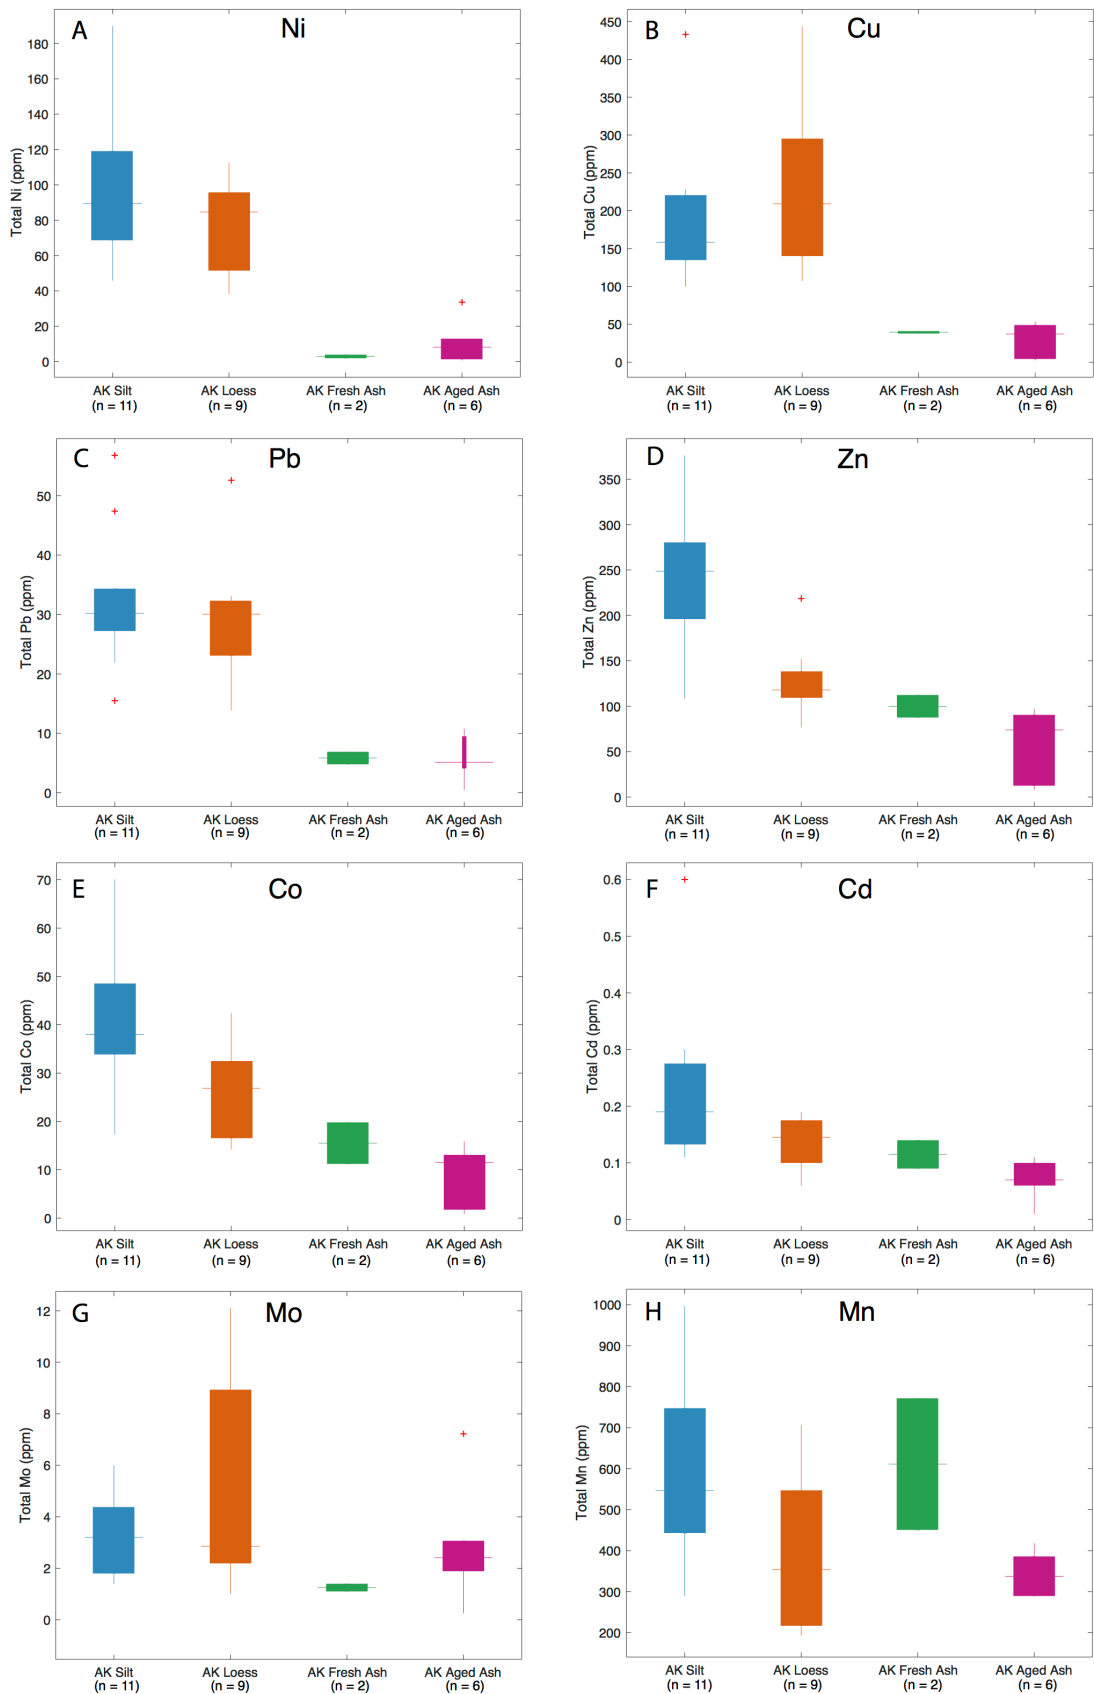 A
Ni
Total Ni (ppm)
180
160
140
120
100
80
60
40
20
0
AK Silt
(n = 11)
AK Loess
(n = 9)
AK Fresh Ash
(n = 2)
AK Aged Ash
(n = 6)
B
Cu
Total Cu (ppm)
450
400
350
300
250
200
150
100
50
0
AK Silt
(n = 11)
AK Loess
(n = 9)
AK Fresh Ash
(n = 2)
AK Aged Ash
(n = 6)
C
Pb
Total Pb (ppm)
50
40
30
20
10
0
AK Silt
(n = 11)
AK Loess
(n = 9)
AK Fresh Ash
(n = 2)
AK Aged Ash
(n = 6)
D
Zn
Total Zn (ppm)
350
300
250
200
150
100
50
0
AK Silt
(n = 11)
AK Loess
(n = 9)
AK Fresh Ash
(n = 2)
AK Aged Ash
(n = 6)
E
Co
Total Co (ppm)
70
60
50
40
30
20
10
0
AK Silt
(n = 11)
AK Loess
(n = 9)
AK Fresh Ash
(n = 2)
AK Aged Ash
(n = 6)
F
Cd
Total Cd (ppm)
0.6
0.5
0.4
0.3
0.2
0.1
0
AK Silt
(n = 11)
AK Loess
(n = 9)
AK Fresh Ash
(n = 2)
AK Aged Ash
(n = 6)
G
Mo
Total Mo (ppm)
12
10
8
6
4
2
0
AK Silt
(n = 11)
AK Loess
(n = 9)
AK Fresh Ash
(n = 2)
AK Aged Ash
(n = 6)
H
Mn
Total Mn (ppm)
1000
900
800
700
600
500
400
300
200
AK Silt
(n = 11)
AK Loess
(n = 9)
AK Fresh Ash
(n = 2)
AK Aged Ash
(n = 6)